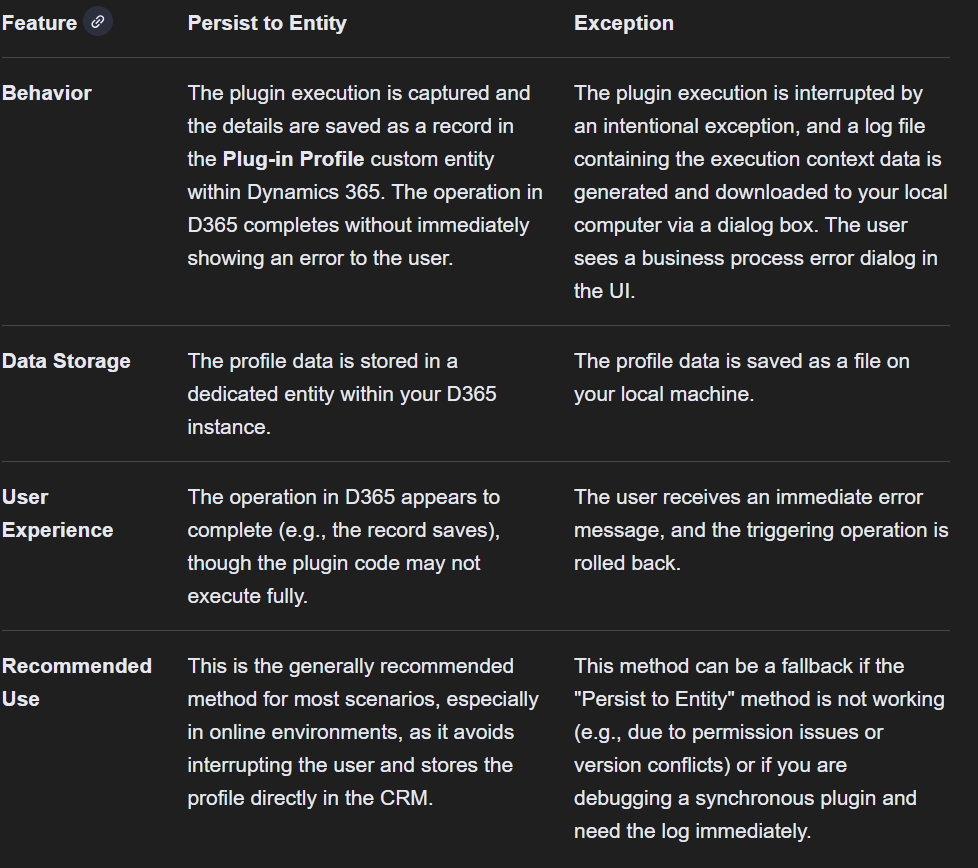 Feature Persist to Entity Exception
Behavior
The plugin execution is captured and
the details are saved as a record in
the Plug-in Profile custom entity
within Dynamics 365. The operation in
D365 completes without immediately
showing an error to the user.
The plugin execution is interrupted by
an intentional exception, and a log file
containing the execution context data is
generated and downloaded to your local
computer via a dialog box. The user
sees a business process error dialog in
the UI.
Data Storage
The profile data is stored in a
dedicated entity within your D365
instance.
The profile data is saved as a file on
your local machine.
User
Experience
The operation in D365 appears to
complete (e.g., the record saves),
though the plugin code may not
execute fully.
The user receives an immediate error
message, and the triggering operation is
rolled back.
Recommended
Use
This is the generally recommended
method for most scenarios, especially
in online environments, as it avoids
interrupting the user and stores the
profile directly in the CRM.
This method can be a fallback if the
"Persist to Entity" method is not working
(e.g., due to permission issues or
version conflicts) or if you are
debugging a synchronous plugin and
need the log immediately.